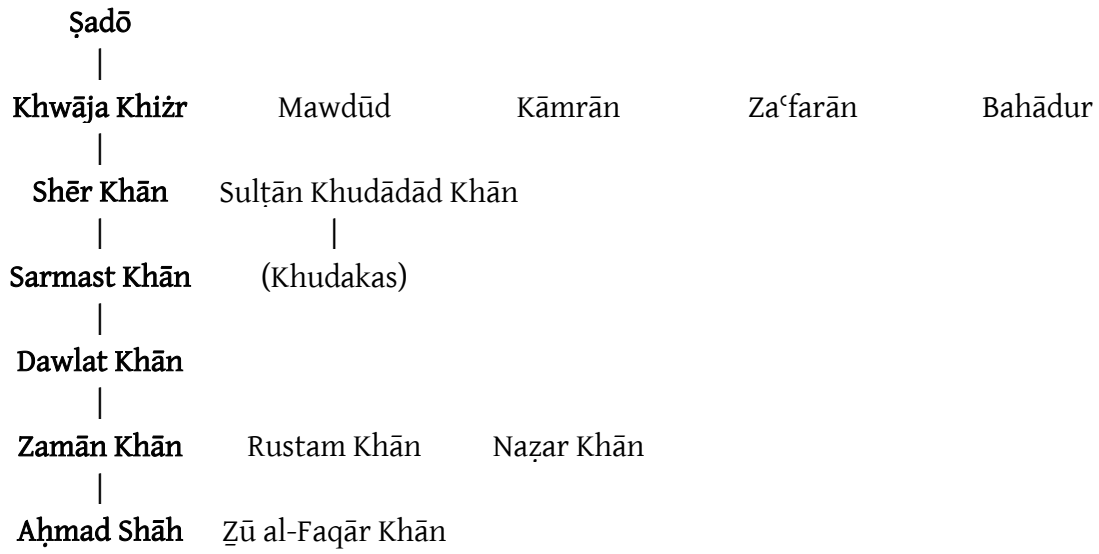 Ṣadō
Khwāja Khiżr Mawdūd Kāmrān Zaʿfarān Bahādur
Shēr Khān Sulṭān Khudādād Khān
Sarmast Khān (Khudakas)
Dawlat Khān
Zamān Khān Rustam Khān Naẓar Khān
Aḥmad Shāh Ẕū al-Faqār Khān